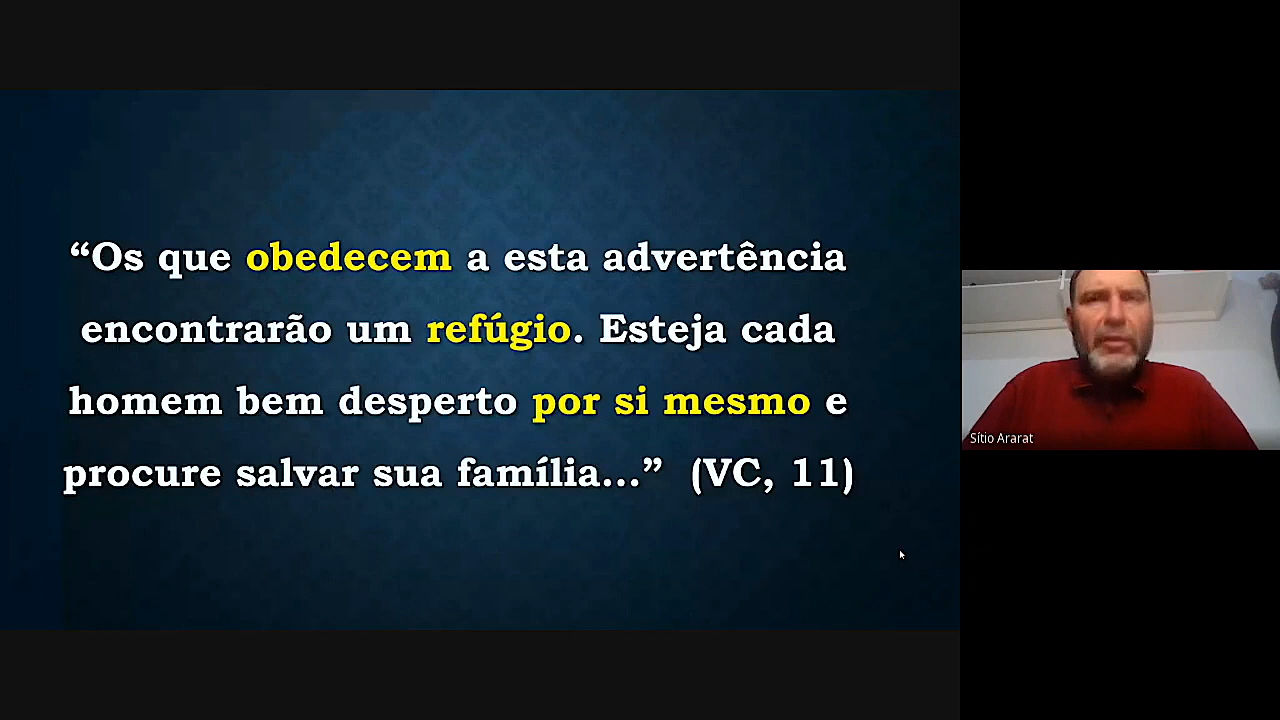 “Os que obedecem a esta advertência
encontrarão um refúgio. Esteja cada
homem bem desperto por si mesmo e
procure salvar sua família...” (VC, 11)
Sítio Ararat